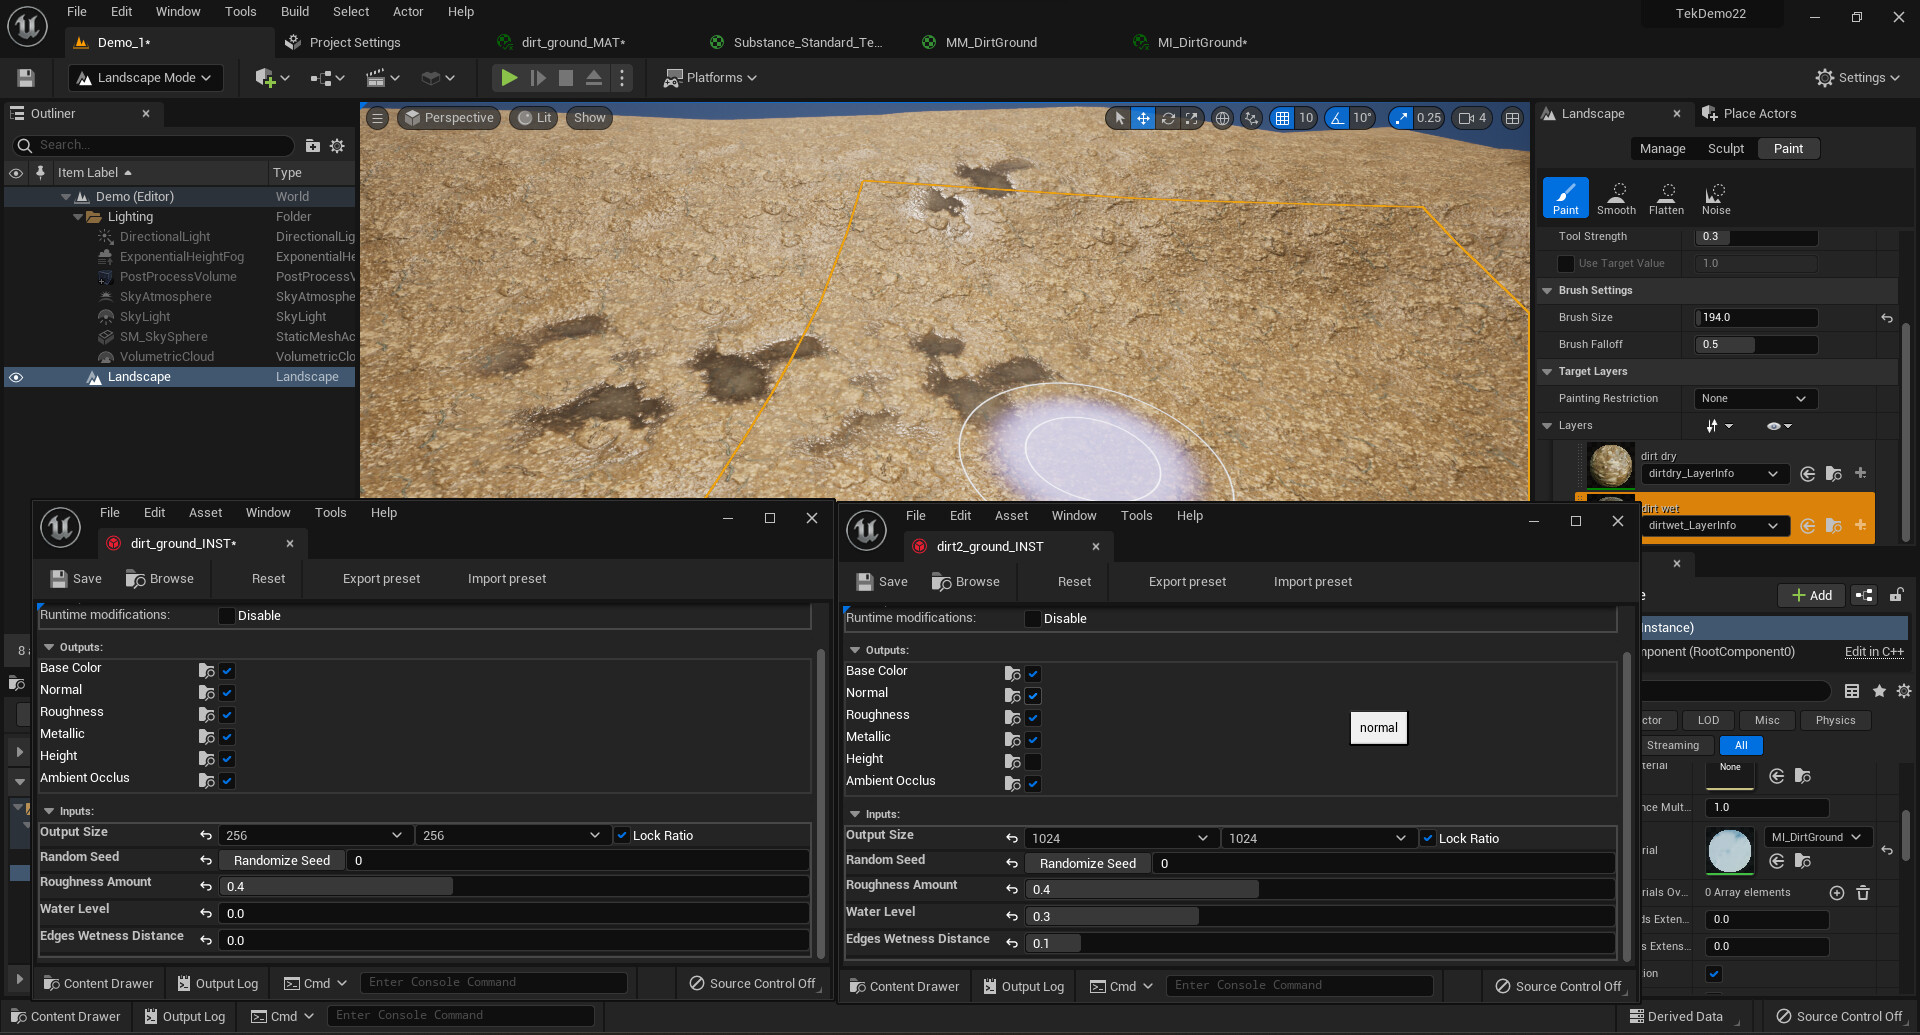 File Edit Window Tools Build Select Actor Help
TekDemo22
Demo_1*
Project Settings
dirt_ground_MAT*
Substance_Standard_Te...
MM_DirtGround
MI_DirtGround*
Landscape Mode
Platforms
Settings
Outliner
Search...
Item Label
Type
Demo (Editor) World
Lighting Folder
DirectionalLight DirectionalLig
ExponentialHeightFog ExponentialHe
PostProcessVolume PostProcessV
SkyAtmosphere SkyAtmosphe
SkyLight SkyLight
SM_SkySphere StaticMeshAc
VolumetricCloud VolumetricClo
Landscape Landscape
8
Perspective
Lit
Show
10
10°
0.25
4
Landscape
Place Actors
Manage Sculpt Paint
Paint Smooth Flatten Noise
Tool Strength 0.3
Use Target Value 1.0
Brush Settings
Brush Size 194.0
Brush Falloff 0.5
Target Layers
Painting Restriction None
Layers
dirt dry
dirtdry_LayerInfo
dirt wet
dirtwet_LayerInfo
Add
Instance)
nponent (RootComponent0) Edit in C++
ctor LOD Misc Physics
Streaming All
terial None
nce Mult... 1.0
rial MI_DirtGround
rials Ov... 0 Array elements
ds Exten... 0.0
s Extens... 0.0
ion
File Edit Asset Window Tools Help
dirt_ground_INST*
Save Browse Reset Export preset Import preset
Runtime modifications: Disable
Outputs:
Base Color
Normal
Roughness
Metallic
Height
Ambient Occlus
Inputs:
Output Size 256 256 Lock Ratio
Random Seed Randomize Seed 0
Roughness Amount 0.4
Water Level 0.0
Edges Wetness Distance 0.0
Content Drawer Output Log Cmd Enter Console Command Source Control Off
File Edit Asset Window Tools Help
dirt2_ground_INST
Save Browse Reset Export preset Import preset
Runtime modifications: Disable
Outputs:
Base Color
Normal
Roughness
Metallic
Height
Ambient Occlus
normal
Inputs:
Output Size 1024 1024 Lock Ratio
Random Seed Randomize Seed 0
Roughness Amount 0.4
Water Level 0.3
Edges Wetness Distance 0.1
Content Drawer Output Log Cmd Enter Console Command Source Control Off
Content Drawer Output Log Cmd Enter Console Command Derived Data Source Control Off